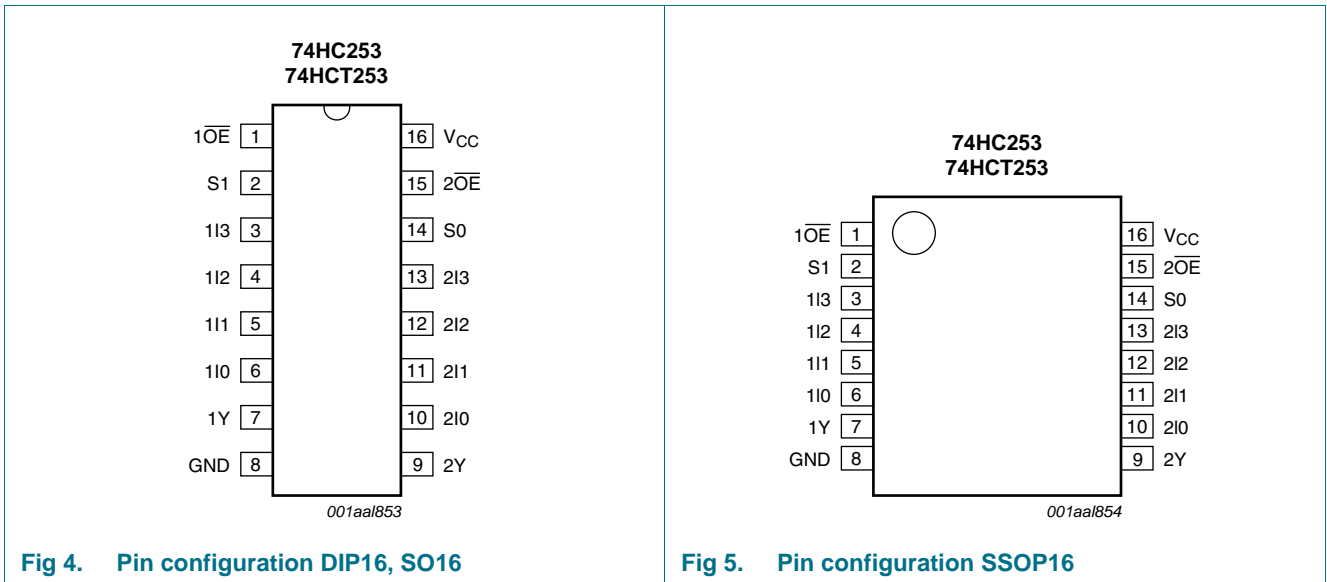 74HC253
74HCT253
1O̅E̅ 1
S1 2
1I3 3
1I2 4
1I1 5
1I0 6
1Y 7
GND 8
16 VCC
15 2O̅E̅
14 S0
13 2I3
12 2I2
11 2I1
10 2I0
9 2Y
001aal853
Fig 4. Pin configuration DIP16, SO16
74HC253
74HCT253
1O̅E̅ 1
S1 2
1I3 3
1I2 4
1I1 5
1I0 6
1Y 7
GND 8
16 VCC
15 2O̅E̅
14 S0
13 2I3
12 2I2
11 2I1
10 2I0
9 2Y
001aal854
Fig 5. Pin configuration SSOP16